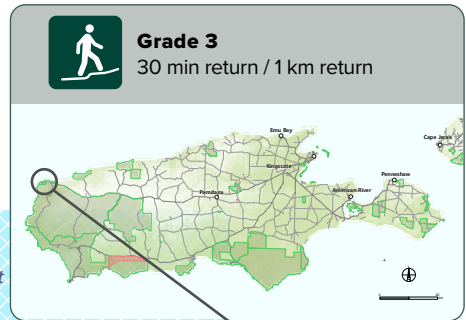 Grade 3
30 min return / 1 km return
Emu Bay
Cape Jervis
Kingscote
Penneshaw
Parndana
American River
t